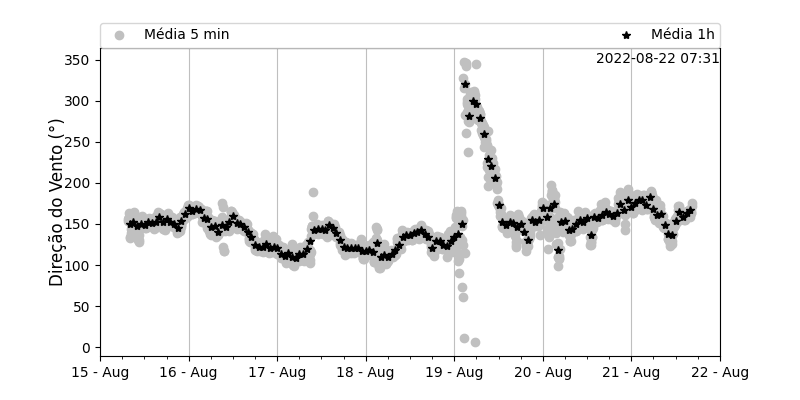 Média 5 min
Média 1h
2022-08-22 07:31
Direção do Vento (°)
350
300
250
200
150
100
50
0
15 - Aug
16 - Aug
17 - Aug
18 - Aug
19 - Aug
20 - Aug
21 - Aug
22 - Aug